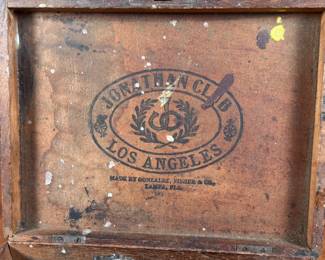 JONATHAN CLUB
LOS ANGELES
MADE BY GONZALEZ, FISHER & CO.,
TAMPA, FLA.